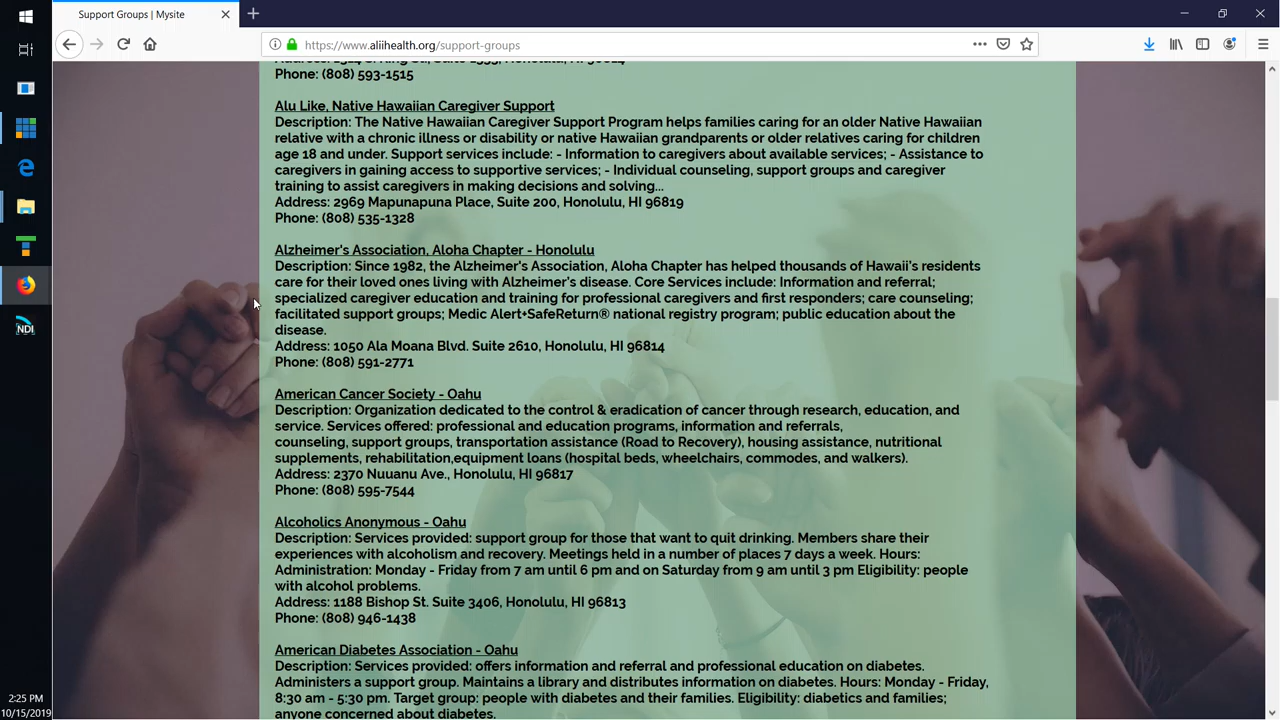 Support Groups | Mysite
https://www.aliihealth.org/support-groups
Phone: (808) 593-1515
Alu Like, Native Hawaiian Caregiver Support
Description: The Native Hawaiian Caregiver Support Program helps families caring for an older Native Hawaiian
relative with a chronic illness or disability or native Hawaiian grandparents or older relatives caring for children
age 18 and under. Support services include: - Information to caregivers about available services; - Assistance to
caregivers in gaining access to supportive services; - Individual counseling, support groups and caregiver
training to assist caregivers in making decisions and solving...
Address: 2969 Mapunapuna Place, Suite 200, Honolulu, HI 96819
Phone: (808) 535-1328
Alzheimer's Association, Aloha Chapter - Honolulu
Description: Since 1982, the Alzheimer's Association, Aloha Chapter has helped thousands of Hawaii's residents
care for their loved ones living with Alzheimer's disease. Core Services include: Information and referral;
specialized caregiver education and training for professional caregivers and first responders; care counseling;
facilitated support groups; Medic Alert+SafeReturn® national registry program; public education about the
disease.
Address: 1050 Ala Moana Blvd. Suite 2610, Honolulu, HI 96814
Phone: (808) 591-2771
American Cancer Society - Oahu
Description: Organization dedicated to the control & eradication of cancer through research, education, and
service. Services offered: professional and education programs, information and referrals,
counseling, support groups, transportation assistance (Road to Recovery), housing assistance, nutritional
supplements, rehabilitation,equipment loans (hospital beds, wheelchairs, commodes, and walkers).
Address: 2370 Nuuanu Ave., Honolulu, HI 96817
Phone: (808) 595-7544
Alcoholics Anonymous - Oahu
Description: Services provided: support group for those that want to quit drinking. Members share their
experiences with alcoholism and recovery. Meetings held in a number of places 7 days a week. Hours:
Administration: Monday - Friday from 7 am until 6 pm and on Saturday from 9 am until 3 pm Eligibility: people
with alcohol problems.
Address: 1188 Bishop St. Suite 3406, Honolulu, HI 96813
Phone: (808) 946-1438
American Diabetes Association - Oahu
Description: Services provided: offers information and referral and professional education on diabetes.
Administers a support group. Maintains a library and distributes information on diabetes. Hours: Monday - Friday,
8:30 am - 5:30 pm. Target group: people with diabetes and their families. Eligibility: diabetics and families;
anyone concerned about diabetes.
NDI
2:25 PM
10/15/2019